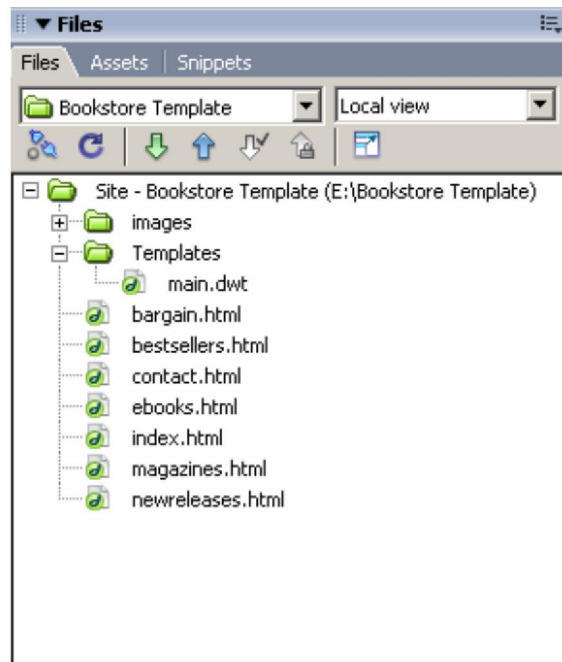 Files
Files Assets Snippets
Bookstore Template Local view
Site - Bookstore Template (E:\Bookstore Template)
images
Templates
main.dwt
bargain.html
bestsellers.html
contact.html
ebooks.html
index.html
magazines.html
newreleases.html